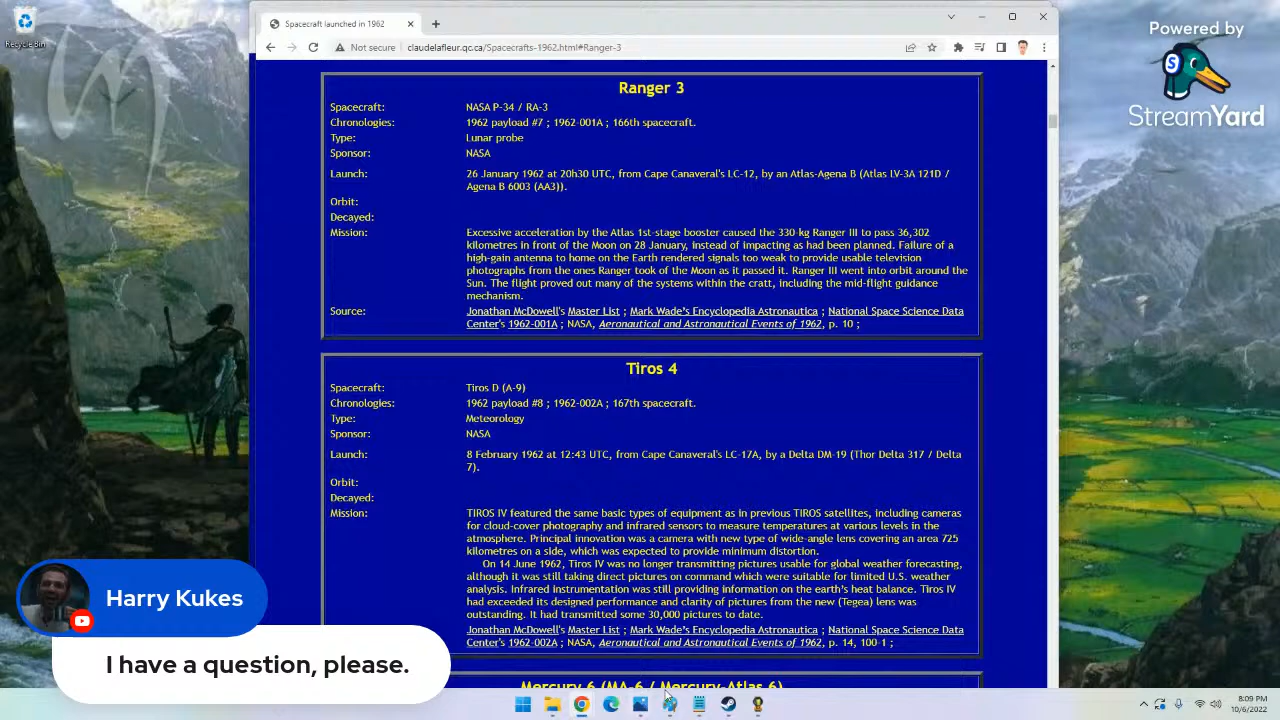 Spacecraft launched in 1962
Powered by
StreamYard
Recycle Bin
Not secure
claudelafleur.qc.ca/Spacecrafts-1962.html#Ranger-3
Ranger 3
Spacecraft: NASA P-34 / RA-3
Chronologies: 1962 payload #7 ; 1962-001A ; 166th spacecraft.
Type: Lunar probe
Sponsor: NASA
Launch: 26 January 1962 at 20h30 UTC, from Cape Canaveral's LC-12, by an Atlas-Agena B (Atlas LV-3A 121D /
Agena B 6003 (AA3)).
Orbit:
Decayed:
Mission: Excessive acceleration by the Atlas 1st-stage booster caused the 330-kg Ranger III to pass 36,302
kilometres in front of the Moon on 28 January, instead of impacting as had been planned. Failure of a
high-gain antenna to home on the Earth rendered signals too weak to provide usable television
photographs from the ones Ranger took of the Moon as it passed it. Ranger III went into orbit around the
Sun. The flight proved out many of the systems within the cratt, including the mid-flight guidance
mechanism.
Source: Jonathan McDowell's Master List ; Mark Wade's Encyclopedia Astronautica ; National Space Science Data
Center's 1962-001A ; NASA, Aeronautical and Astronautical Events of 1962, p. 10 ;
Tiros 4
Spacecraft: Tiros D (A-9)
Chronologies: 1962 payload #8 ; 1962-002A ; 167th spacecraft.
Type: Meteorology
Sponsor: NASA
Launch: 8 February 1962 at 12:43 UTC, from Cape Canaveral's LC-17A, by a Delta DM-19 (Thor Delta 317 / Delta
7).
Orbit:
Decayed:
Mission: TIROS IV featured the same basic types of equipment as in previous TIROS satellites, including cameras
for cloud-cover photography and infrared sensors to measure temperatures at various levels in the
atmosphere. Principal innovation was a camera with new type of wide-angle lens covering an area 725
kilometres on a side, which was expected to provide minimum distortion.
On 14 June 1962, Tiros IV was no longer transmitting pictures usable for global weather forecasting,
although it was still taking direct pictures on command which were suitable for limited U.S. weather
analysis. Infrared instrumentation was still providing information on the earth's heat balance. Tiros IV
had exceeded its designed performance and clarity of pictures from the new (Tegea) lens was
outstanding. It had transmitted some 30,000 pictures to date.
Jonathan McDowell's Master List ; Mark Wade's Encyclopedia Astronautica ; National Space Science Data
Center's 1962-002A ; NASA, Aeronautical and Astronautical Events of 1962, p. 14, 100-1 ;
Mercury 6 (MA-6 / Mercury-Atlas 6)
Harry Kukes
I have a question, please.
8:09 PM
10/6/2022